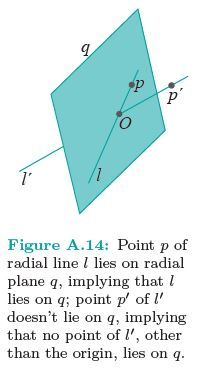 q
p
p′
O
l′
l
Figure A.14: Point p of
radial line l lies on radial
plane q, implying that l
lies on q; point p′ of l′
doesn't lie on q, implying
that no point of l′, other
than the origin, lies on q.